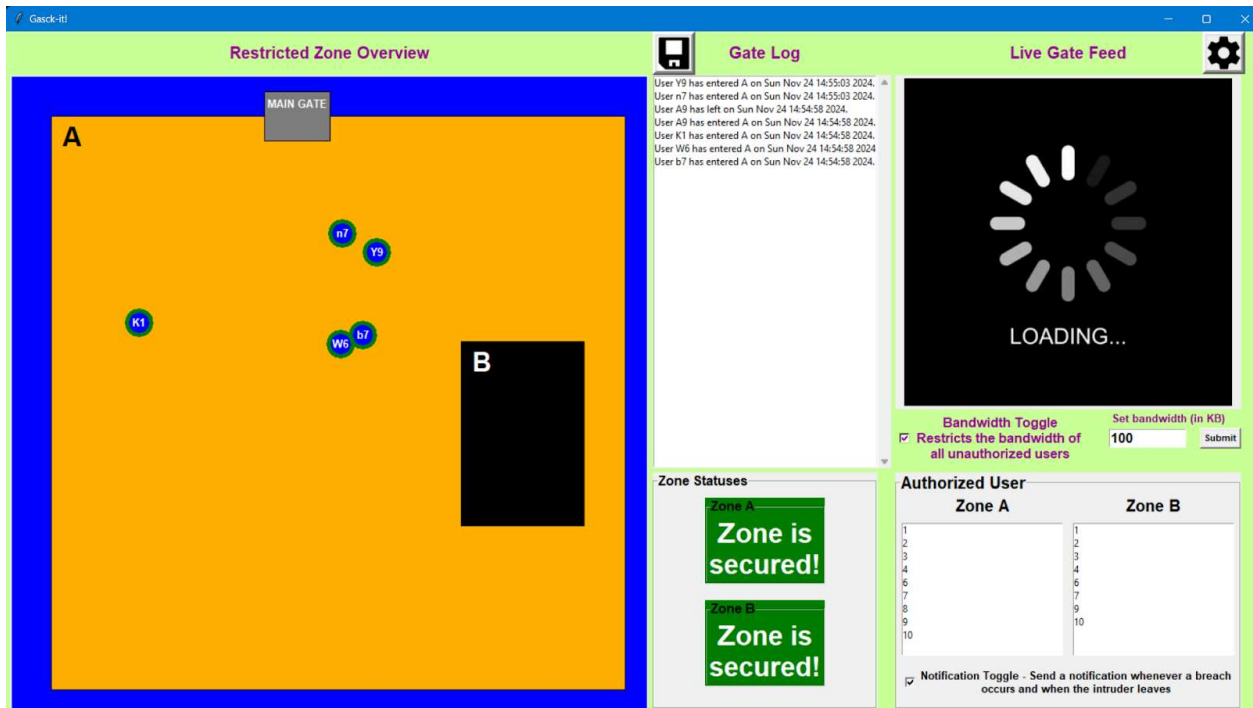 Gasck-it!
Restricted Zone Overview
Gate Log
Live Gate Feed
MAIN GATE
A
n7
Y9
K1
b7
W6
B
User Y9 has entered A on Sun Nov 24 14:55:03 2024.
User n7 has entered A on Sun Nov 24 14:55:03 2024.
User A9 has left on Sun Nov 24 14:54:58 2024.
User A9 has entered A on Sun Nov 24 14:54:58 2024.
User K1 has entered A on Sun Nov 24 14:54:58 2024.
User W6 has entered A on Sun Nov 24 14:54:58 2024
User b7 has entered A on Sun Nov 24 14:54:58 2024.
LOADING...
Bandwidth Toggle
Restricts the bandwidth of
all unauthorized users
Set bandwidth (in KB)
100
Submit
Zone Statuses
Zone A
Zone is
secured!
Zone B
Zone is
secured!
Authorized User
Zone A
1
2
3
4
6
7
8
9
10
Zone B
1
2
3
4
6
7
9
10
Notification Toggle - Send a notification whenever a breach
occurs and when the intruder leaves